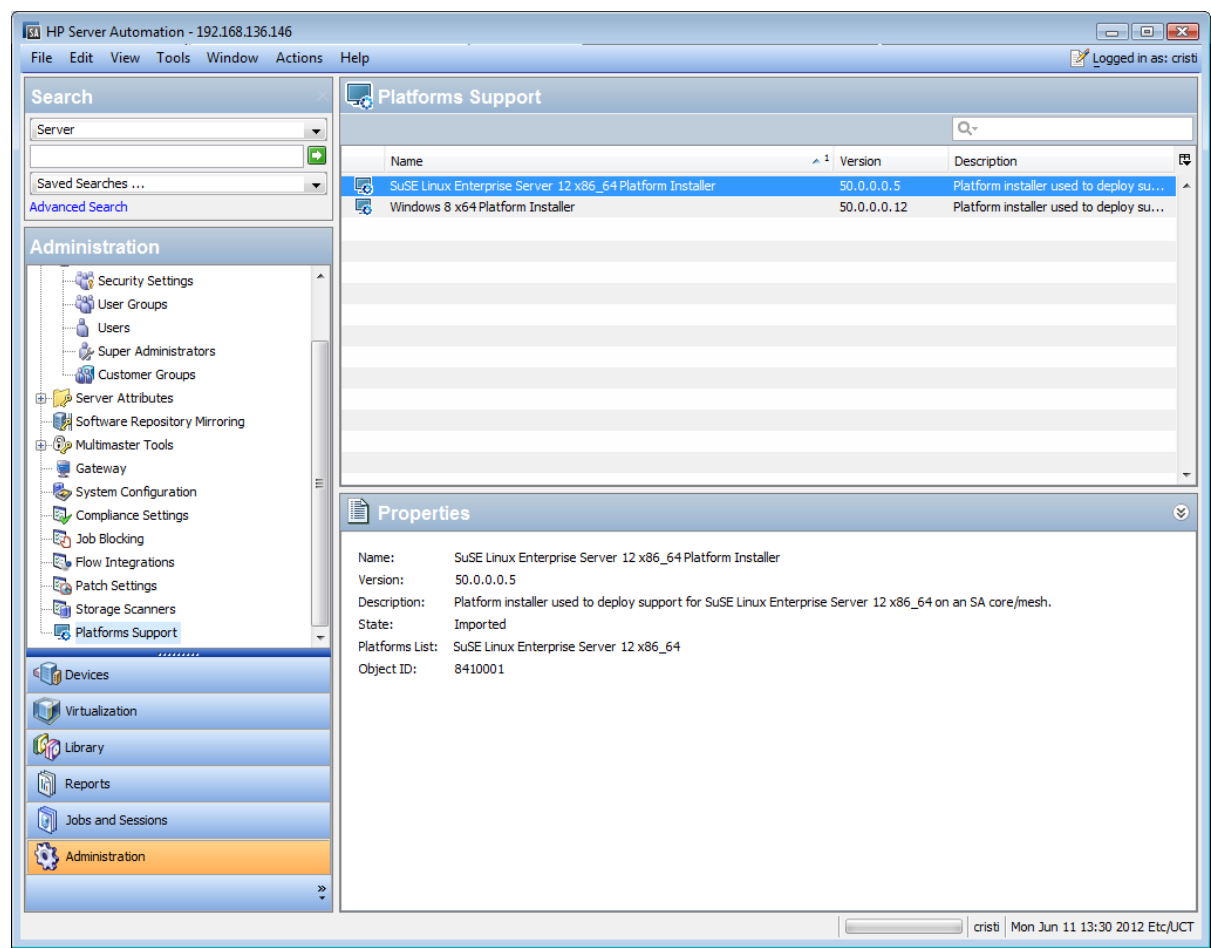 HP Server Automation - 192.168.136.146
File Edit View Tools Window Actions Help
Logged in as: cristi
Search
Server
Saved Searches ...
Advanced Search
Administration
Security Settings
User Groups
Users
Super Administrators
Customer Groups
Server Attributes
Software Repository Mirroring
Multimaster Tools
Gateway
System Configuration
Compliance Settings
Job Blocking
Flow Integrations
Patch Settings
Storage Scanners
Platforms Support
Devices
Virtualization
Library
Reports
Jobs and Sessions
Administration
Platforms Support
Name 1 Version Description
SuSE Linux Enterprise Server 12 x86_64 Platform Installer 50.0.0.0.5 Platform installer used to deploy su...
Windows 8 x64 Platform Installer 50.0.0.0.12 Platform installer used to deploy su...
Properties
Name: SuSE Linux Enterprise Server 12 x86_64 Platform Installer
Version: 50.0.0.0.5
Description: Platform installer used to deploy support for SuSE Linux Enterprise Server 12 x86_64 on an SA core/mesh.
State: Imported
Platforms List: SuSE Linux Enterprise Server 12 x86_64
Object ID: 8410001
cristi Mon Jun 11 13:30 2012 Etc/UCT